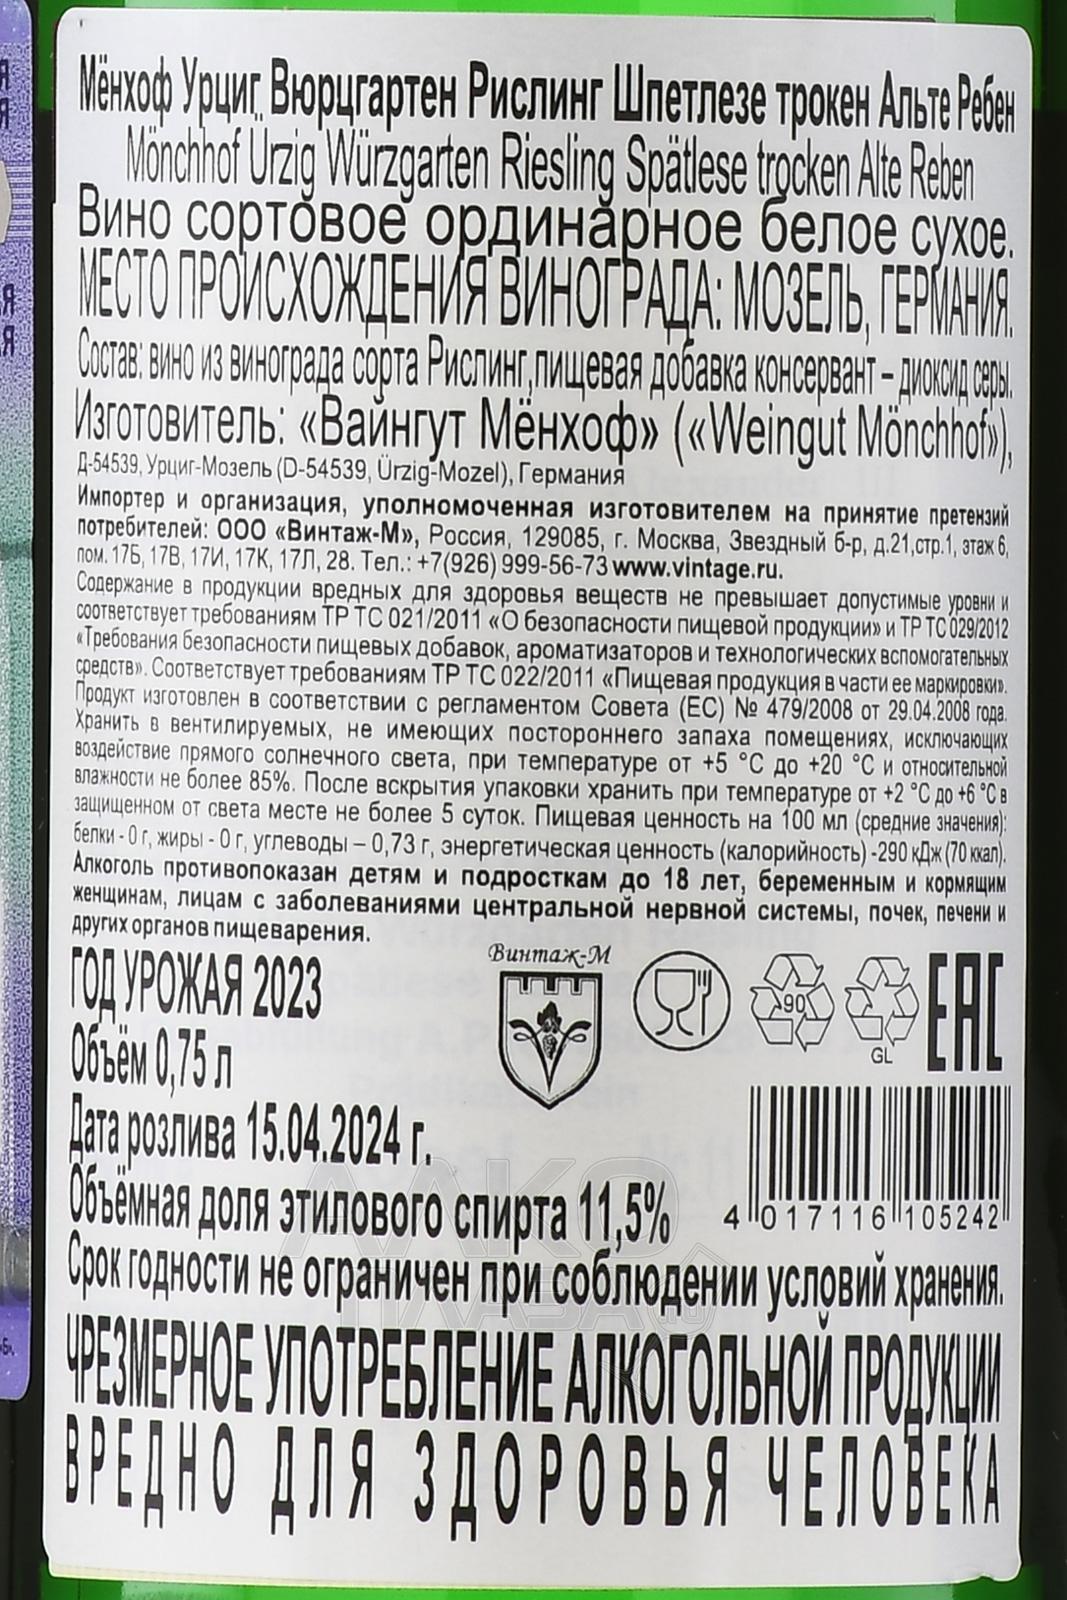 Мёнхоф Урциг Вюрцгартен Рислинг Шпетлезе трокен Альте Ребен
Mönchhof Ürzig Würzgarten Riesling Spätlese trocken Alte Reben
Вино сортовое ординарное белое сухое.
МЕСТО ПРОИСХОЖДЕНИЯ ВИНОГРАДА: МОЗЕЛЬ, ГЕРМАНИЯ.
Состав: вино из винограда сорта Рислинг,пищевая добавка консервант – диоксид серы.
Изготовитель: «Вайнгут Мёнхоф» («Weingut Mönchhof»),
Д-54539, Урциг-Мозель (D-54539, Ürzig-Mozel), Германия
Импортер и организация, уполномоченная изготовителем на принятие претензий
потребителей: ООО «Винтаж-М», Россия, 129085, г. Москва, Звездный б-р, д.21,стр.1, этаж 6,
пом. 17Б, 17В, 17И, 17К, 17Л, 28. Тел.: +7(926) 999-56-73 www.vintage.ru.
Содержание в продукции вредных для здоровья веществ не превышает допустимые уровни и
соответствует требованиям ТР ТС 021/2011 «О безопасности пищевой продукции» и ТР ТС 029/2012
«Требования безопасности пищевых добавок, ароматизаторов и технологических вспомогательных
средств». Соответствует требованиям ТР ТС 022/2011 «Пищевая продукция в части ее маркировки».
Продукт изготовлен в соответствии с регламентом Совета (ЕС) № 479/2008 от 29.04.2008 года.
Хранить в вентилируемых, не имеющих постороннего запаха помещениях, исключающих
воздействие прямого солнечного света, при температуре от +5 °С до +20 °С и относительной
влажности не более 85%. После вскрытия упаковки хранить при температуре от +2 °С до +6 °С в
защищенном от света месте не более 5 суток. Пищевая ценность на 100 мл (средние значения):
белки - 0 г, жиры - 0 г, углеводы – 0,73 г, энергетическая ценность (калорийность) -290 кДж (70 ккал).
Алкоголь противопоказан детям и подросткам до 18 лет, беременным и кормящим
женщинам, лицам с заболеваниями центральной нервной системы, почек, печени и
других органов пищеварения.
ГОД УРОЖАЯ 2023
Объём 0,75 л
Дата розлива 15.04.2024 г.
Объёмная доля этилового спирта 11,5%
Винтаж-М
90
GL
EAC
4 017116 105242
Срок годности не ограничен при соблюдении условий хранения.
ЧРЕЗМЕРНОЕ УПОТРЕБЛЕНИЕ АЛКОГОЛЬНОЙ ПРОДУКЦИИ
ВРЕДНО ДЛЯ ЗДОРОВЬЯ ЧЕЛОВЕКА